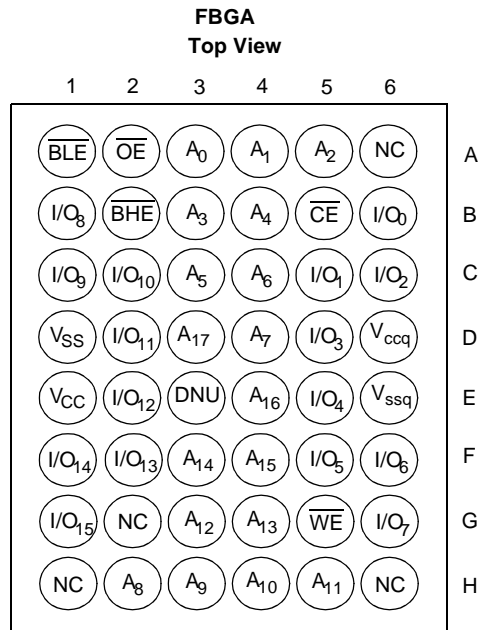 FBGA
Top View
1 2 3 4 5 6
BLE OE A0 A1 A2 NC A
I/O8 BHE A3 A4 CE I/O0 B
I/O9 I/O10 A5 A6 I/O1 I/O2 C
VSS I/O11 A17 A7 I/O3 Vccq D
VCC I/O12 DNU A16 I/O4 Vssq E
I/O14 I/O13 A14 A15 I/O5 I/O6 F
I/O15 NC A12 A13 WE I/O7 G
NC A8 A9 A10 A11 NC H